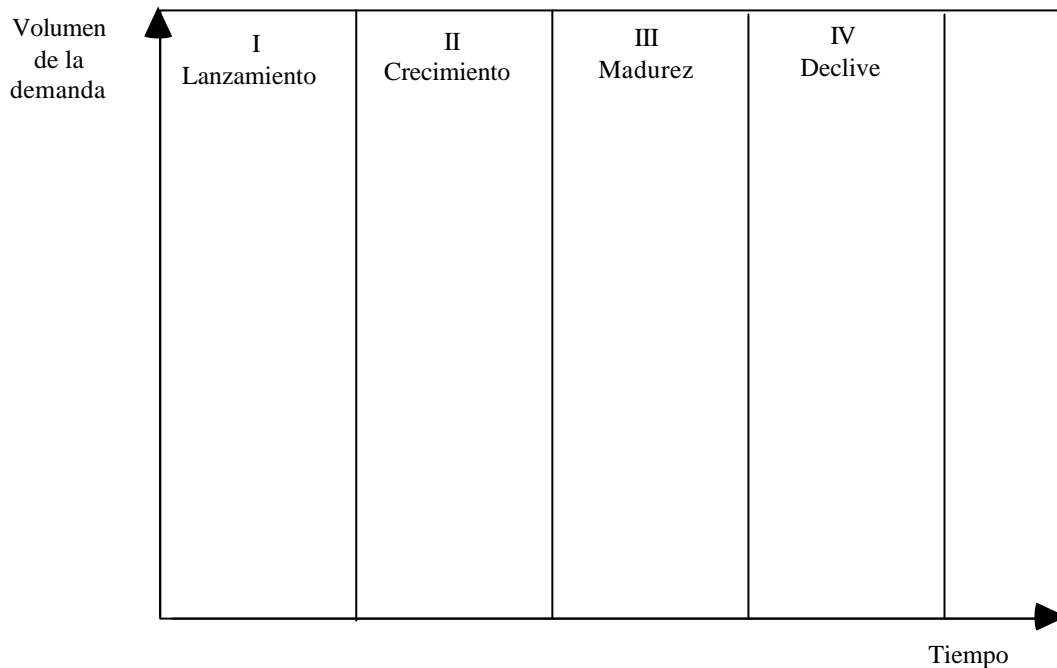 Volumen
de la
demanda
I
Lanzamiento
II
Crecimiento
III
Madurez
IV
Declive
Tiempo